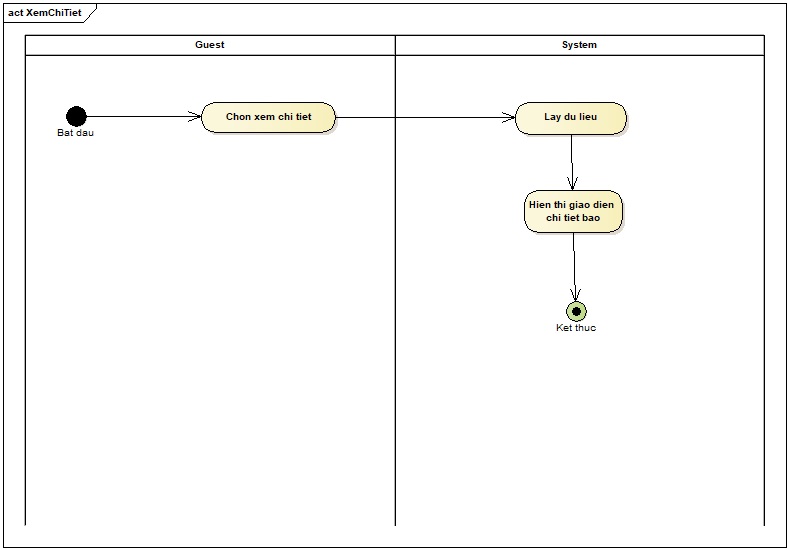 act XemChiTiet
Guest
System
Bat dau
Chon xem chi tiet
Lay du lieu
Hien thi giao dien
chi tiet bao
Ket thuc